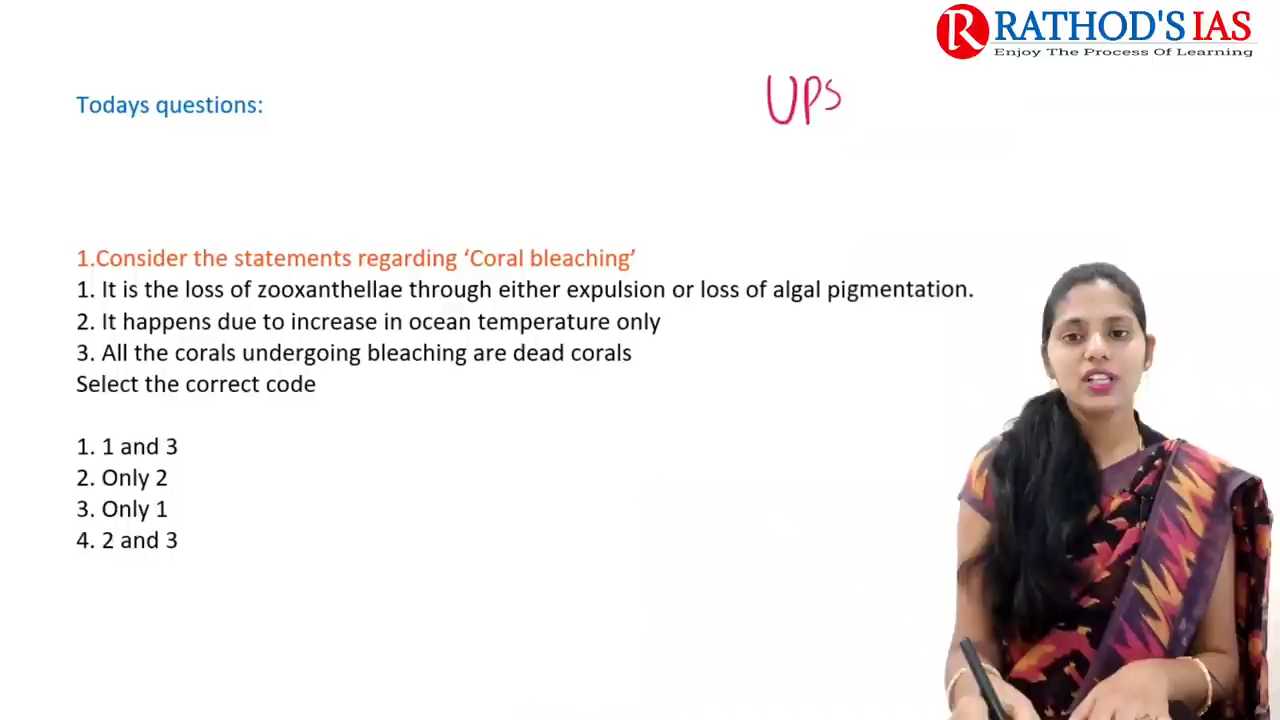 RATHOD'S IAS
Enjoy The Process Of Learning
UPS
Todays questions:
1.Consider the statements regarding ‘Coral bleaching’
1. It is the loss of zooxanthellae through either expulsion or loss of algal pigmentation.
2. It happens due to increase in ocean temperature only
3. All the corals undergoing bleaching are dead corals
Select the correct code
1. 1 and 3
2. Only 2
3. Only 1
4. 2 and 3